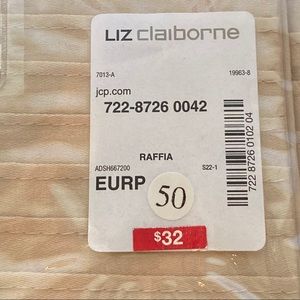 LIZ claiborne
7013-A 19963-8
jcp.com
722-8726 0042
RAFFIA
ADSH667200 S22-1
EURP 50
722 8726 0102 04
$32